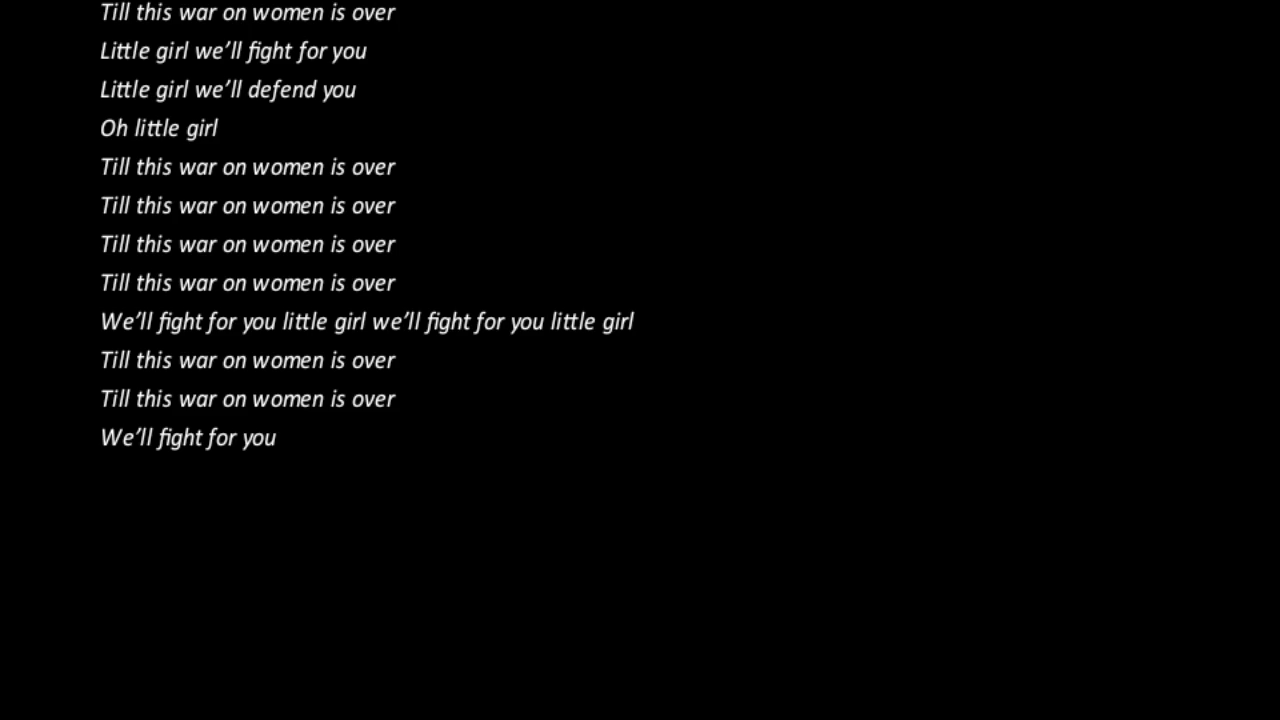 Till this war on women is over
Little girl we’ll fight for you
Little girl we’ll defend you
Oh little girl
Till this war on women is over
Till this war on women is over
Till this war on women is over
Till this war on women is over
We’ll fight for you little girl we’ll fight for you little girl
Till this war on women is over
Till this war on women is over
We’ll fight for you